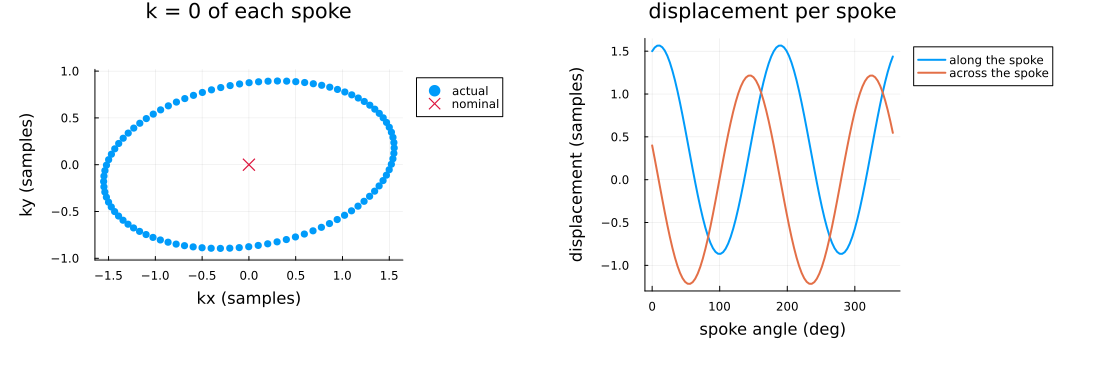 k = 0 of each spoke
1.0
0.5
0.0
−0.5
−1.0
−1.5
−1.0
−0.5
0.0
0.5
1.0
1.5
kx (samples)
ky (samples)
actual
nominal
displacement per spoke
1.5
1.0
0.5
0.0
−0.5
−1.0
0
100
200
300
spoke angle (deg)
displacement (samples)
along the spoke
across the spoke